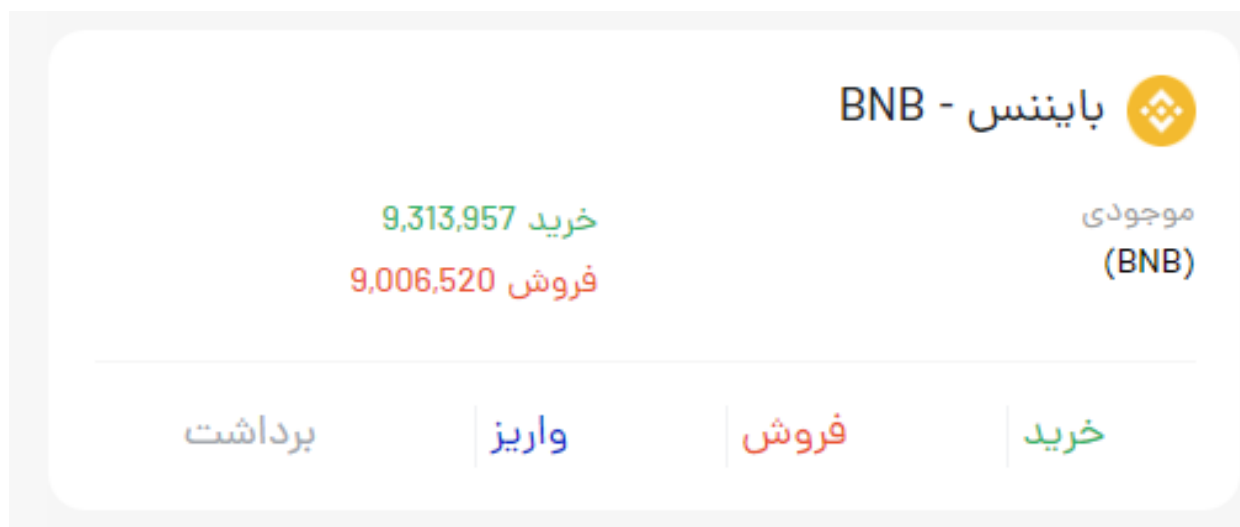 بایننس - BNB
موجودی
(BNB)
خرید 9,313,957
فروش 9,006,520
خرید
فروش
واریز
برداشت